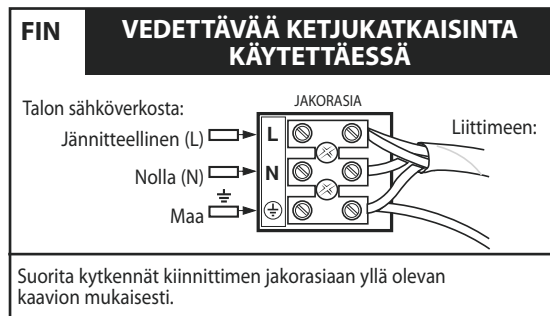 FIN
VEDETTÄVÄÄ KETJUKATKAISINTA
KÄYTETTÄESSÄ
JAKORASIA
Talon sähköverkosta:
Liittimeen:
Jännitteellinen (L)
L
Nolla (N)
N
Maa
Suorita kytkennät kiinnittimen jakorasiaan yllä olevan
kaavion mukaisesti.